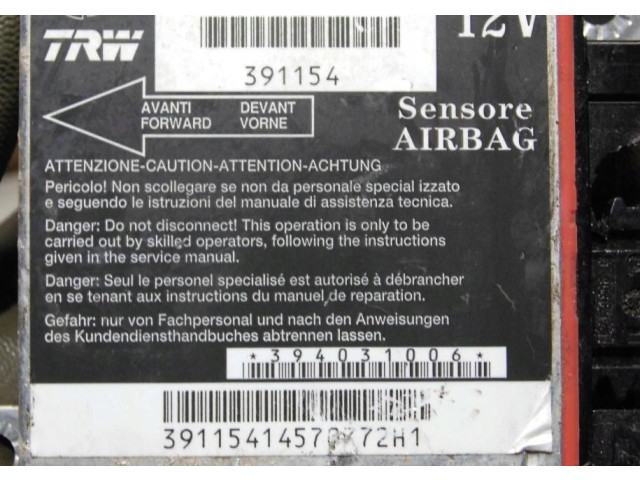 TRW
12V
391154
AVANTI DEVANT
FORWARD VORNE
Sensore
AIRBAG
ATTENZIONE-CAUTION-ATTENTION-ACHTUNG
Pericolo! Non scollegare se non da personale special izzato
e seguendo le istruzioni del manuale di assistenza tecnica.
Danger: Do not disconnect! This operation is only to be
carried out by skilled operators, following the instructions
given in the service manual.
Danger: Seul le personel specialisé est autorisé à débrancher
en se tenant aux instructions du manuel de reparation.
Gefahr: nur von Fachpersonal und nach den Anweisungen
des Kundendiensthandbuches abtrennen lassen.
*394031006*